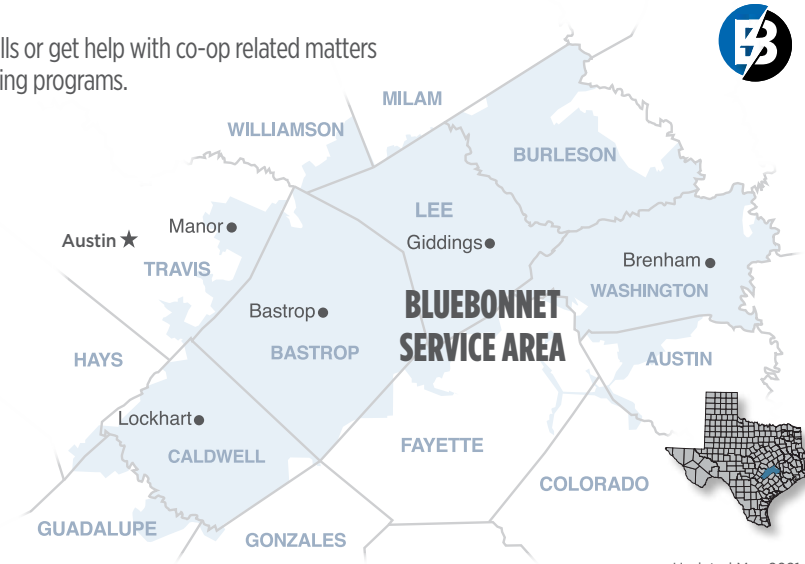 lls or get help with co-op related matters
ing programs.
MILAM
WILLIAMSON
BURLESON
LEE
Manor
Austin
Giddings
TRAVIS
Brenham
WASHINGTON
Bastrop
BLUEBONNET
SERVICE AREA
BASTROP
HAYS
AUSTIN
Lockhart
FAYETTE
CALDWELL
COLORADO
GUADALUPE
GONZALES